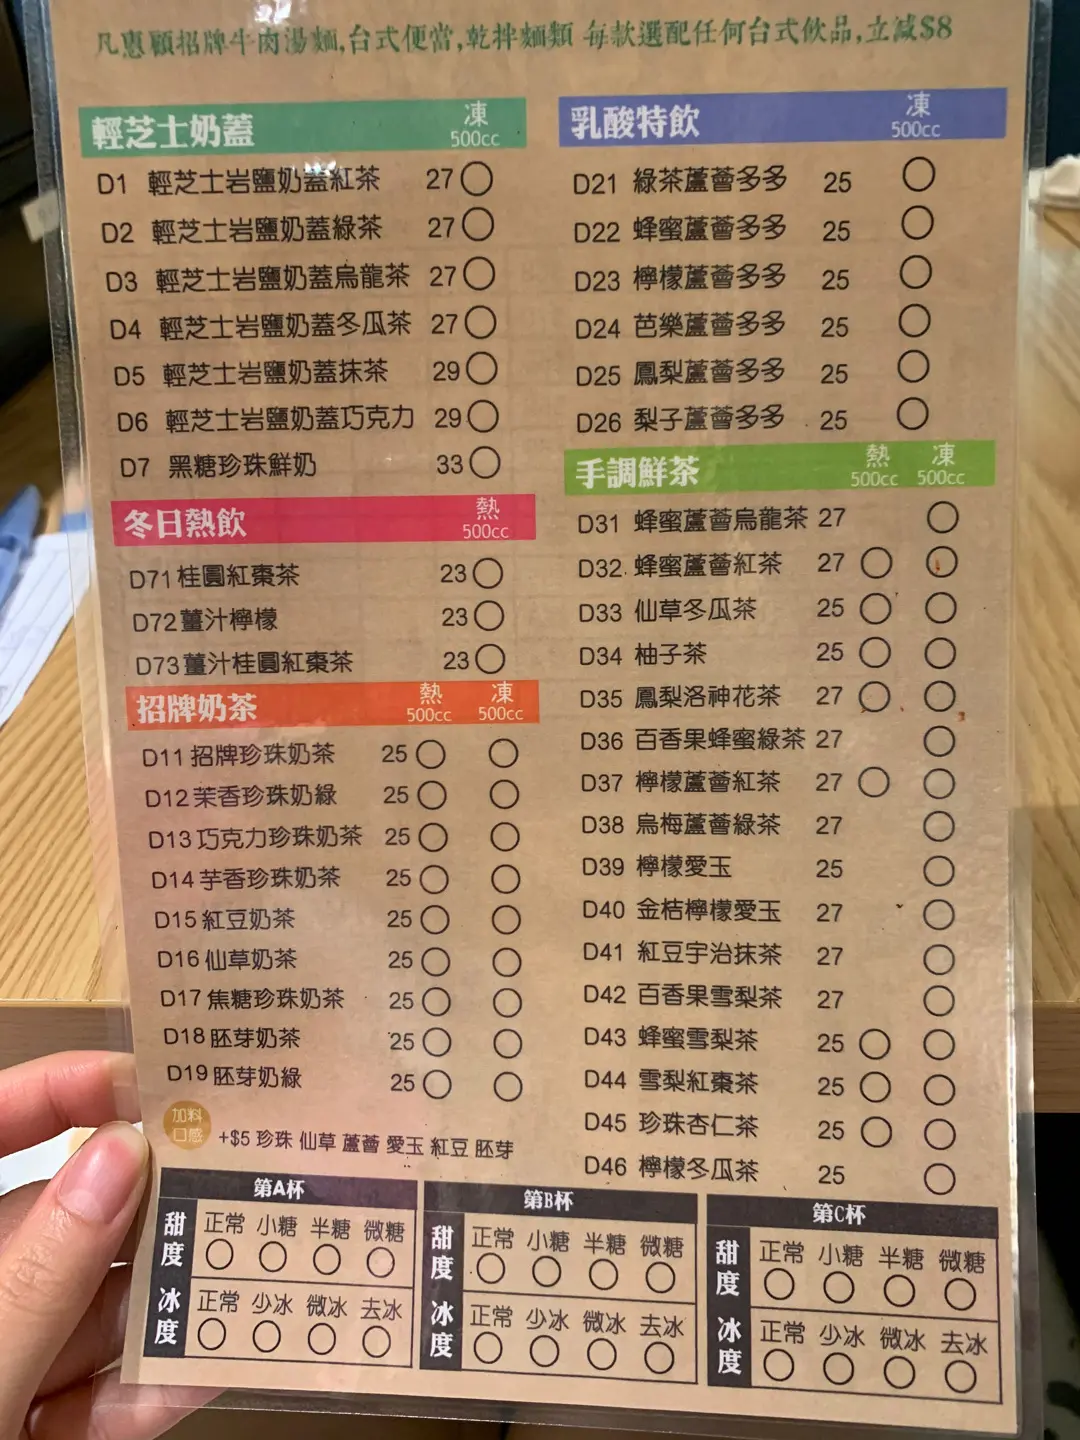 凡惠顧招牌牛肉湯麵,台式便當,乾拌麵類 每款選配任何台式飲品,立減$8
輕芝士奶蓋 凍 500cc
D1 輕芝士岩鹽奶蓋紅茶 27
D2 輕芝士岩鹽奶蓋綠茶 27
D3 輕芝士岩鹽奶蓋烏龍茶 27
D4 輕芝士岩鹽奶蓋冬瓜茶 27
D5 輕芝士岩鹽奶蓋抹茶 29
D6 輕芝士岩鹽奶蓋巧克力 29
D7 黑糖珍珠鮮奶 33
冬日熱飲 熱 500cc
D71 桂圓紅棗茶 23
D72 薑汁檸檬 23
D73 薑汁桂圓紅棗茶 23
招牌奶茶 熱 500cc 凍 500cc
D11 招牌珍珠奶茶 25
D12 茉香珍珠奶綠 25
D13 巧克力珍珠奶茶 25
D14 芋香珍珠奶茶 25
D15 紅豆奶茶 25
D16 仙草奶茶 25
D17 焦糖珍珠奶茶 25
D18 胚芽奶茶 25
D19 胚芽奶綠 25
加料口感 +$5 珍珠 仙草 蘆薈 愛玉 紅豆 胚芽
乳酸特飲 凍 500cc
D21 綠茶蘆薈多多 25
D22 蜂蜜蘆薈多多 25
D23 檸檬蘆薈多多 25
D24 芭樂蘆薈多多 25
D25 鳳梨蘆薈多多 25
D26 梨子蘆薈多多 25
手調鮮茶 熱 500cc 凍 500cc
D31 蜂蜜蘆薈烏龍茶 27
D32 蜂蜜蘆薈紅茶 27
D33 仙草冬瓜茶 25
D34 柚子茶 25
D35 鳳梨洛神花茶 27
D36 百香果蜂蜜綠茶 27
D37 檸檬蘆薈紅茶 27
D38 烏梅蘆薈綠茶 27
D39 檸檬愛玉 25
D40 金桔檸檬愛玉 27
D41 紅豆宇治抹茶 27
D42 百香果雪梨茶 27
D43 蜂蜜雪梨茶 25
D44 雪梨紅棗茶 25
D45 珍珠杏仁茶 25
D46 檸檬冬瓜茶 25
第A杯
甜度 正常 小糖 半糖 微糖
冰度 正常 少冰 微冰 去冰
第B杯
甜度 正常 小糖 半糖 微糖
冰度 正常 少冰 微冰 去冰
第C杯
甜度 正常 小糖 半糖 微糖
冰度 正常 少冰 微冰 去冰